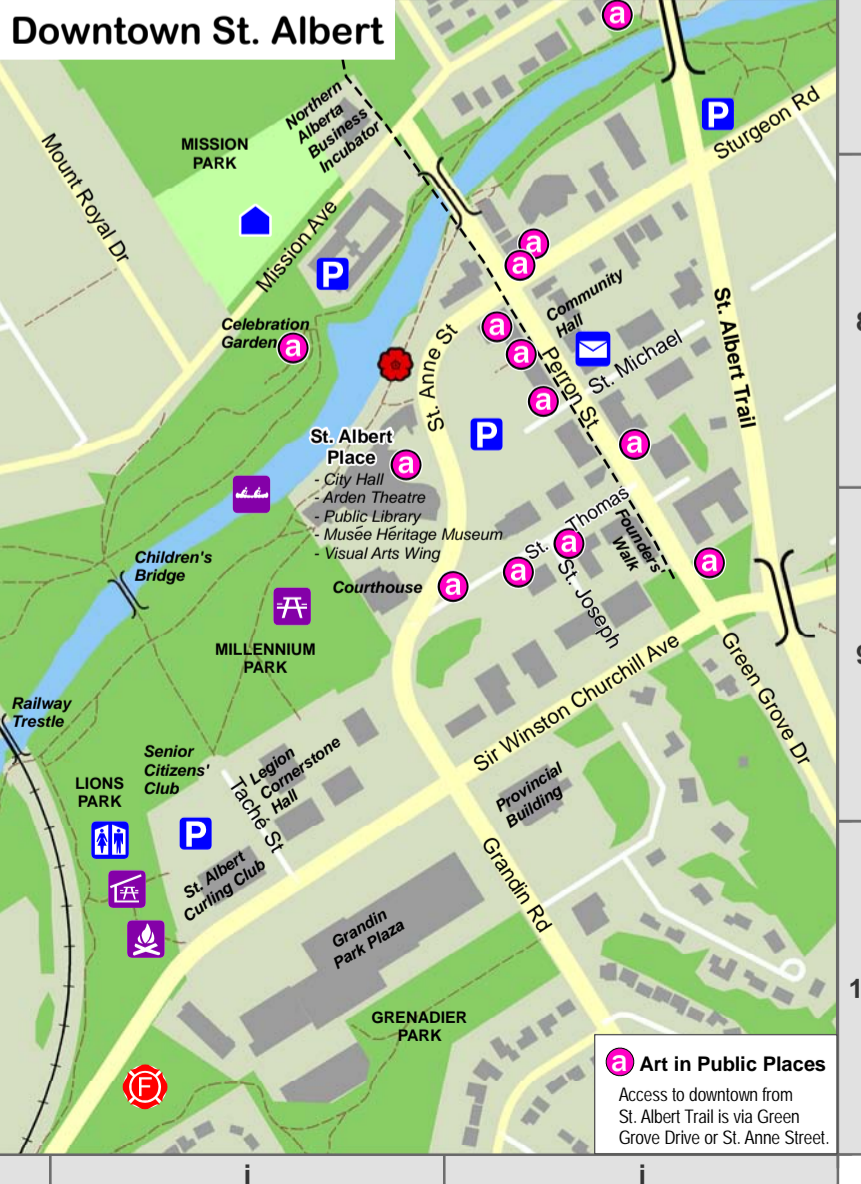 Downtown St. Albert
a
Northern
Alberta
Business
Incubator
P
Sturgeon Rd
MISSION
PARK
Mount Royal Dr
Mission Ave
P
a
a
Community
Hall
St. Albert Trail
Celebration
Garden
a
a
a
St. Anne St
Perron St
St. Michael
a
P
a
St. Albert
Place
a
- City Hall
- Arden Theatre
- Public Library
- Musée Héritage Museum
- Visual Arts Wing
St. Thomas
Founders'
Walk
a
a
a
Children's
Bridge
Courthouse
a
St. Joseph
MILLENNIUM
PARK
Sir Winston Churchill Ave
Green Grove Dr
Railway
Trestle
Senior
Citizens'
Club
Legion
Cornerstone
Hall
Taché St
LIONS
PARK
Provincial
Building
P
St. Albert
Curling Club
Grandin Rd
Grandin
Park Plaza
GRENADIER
PARK
F
a Art in Public Places
Access to downtown from
St. Albert Trail is via Green
Grove Drive or St. Anne Street.